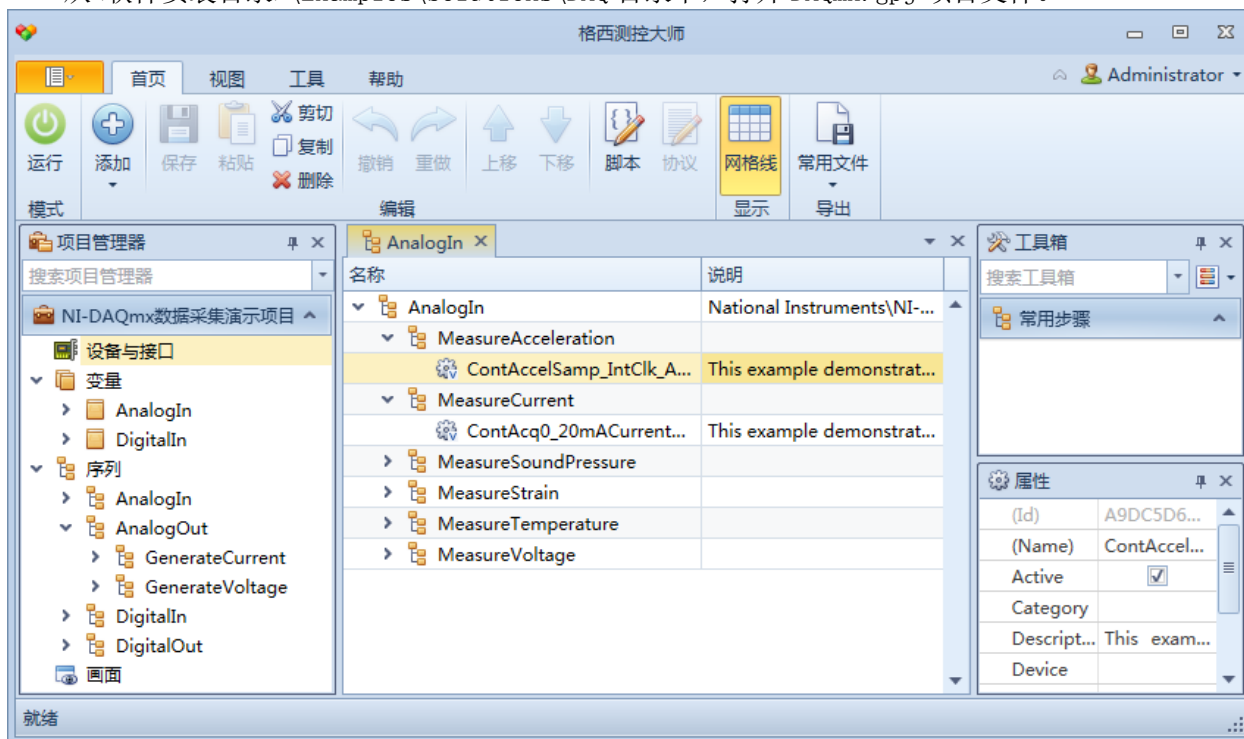 格西测控大师
首页 视图 工具 帮助 Administrator
运行 添加 保存 粘贴 剪切 复制 删除 撤销 重做 上移 下移 脚本 协议 网格线 常用文件
模式 编辑 显示 导出
项目管理器
搜索项目管理器
NI-DAQmx数据采集演示项目
设备与接口
变量
AnalogIn
DigitalIn
序列
AnalogIn
AnalogOut
GenerateCurrent
GenerateVoltage
DigitalIn
DigitalOut
画面
AnalogIn
名称 说明
AnalogIn National Instruments\NI-...
MeasureAcceleration
ContAccelSamp_IntClk_A... This example demonstrat...
MeasureCurrent
ContAcq0_20mACurrent... This example demonstrat...
MeasureSoundPressure
MeasureStrain
MeasureTemperature
MeasureVoltage
工具箱
搜索工具箱
常用步骤
属性
(Id) A9DC5D6...
(Name) ContAccel...
Active
Category
Descript... This exam...
Device
就绪